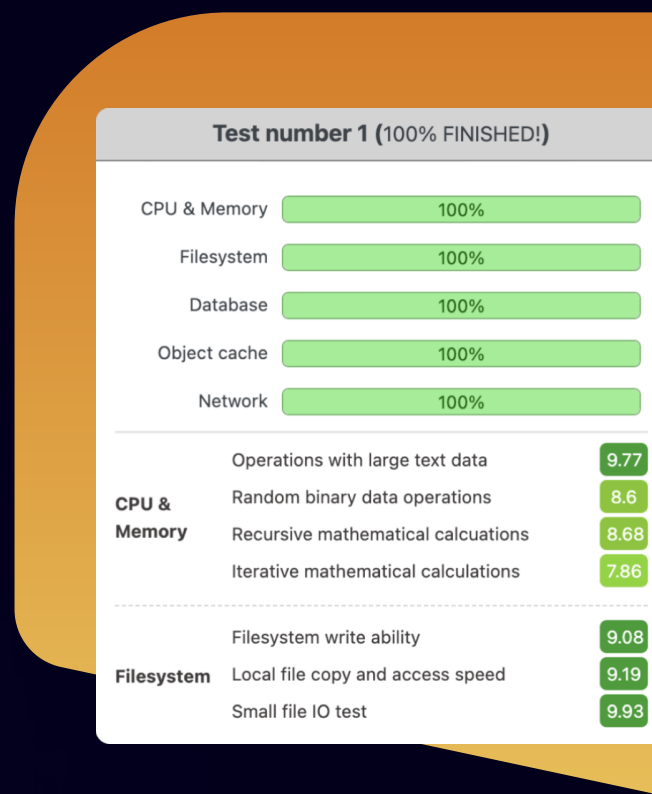 Test number 1 (100% FINISHED!)
CPU & Memory 100%
Filesystem 100%
Database 100%
Object cache 100%
Network 100%
CPU & Memory
Operations with large text data 9.77
Random binary data operations 8.6
Recursive mathematical calcuations 8.68
Iterative mathematical calculations 7.86
Filesystem
Filesystem write ability 9.08
Local file copy and access speed 9.19
Small file IO test 9.93